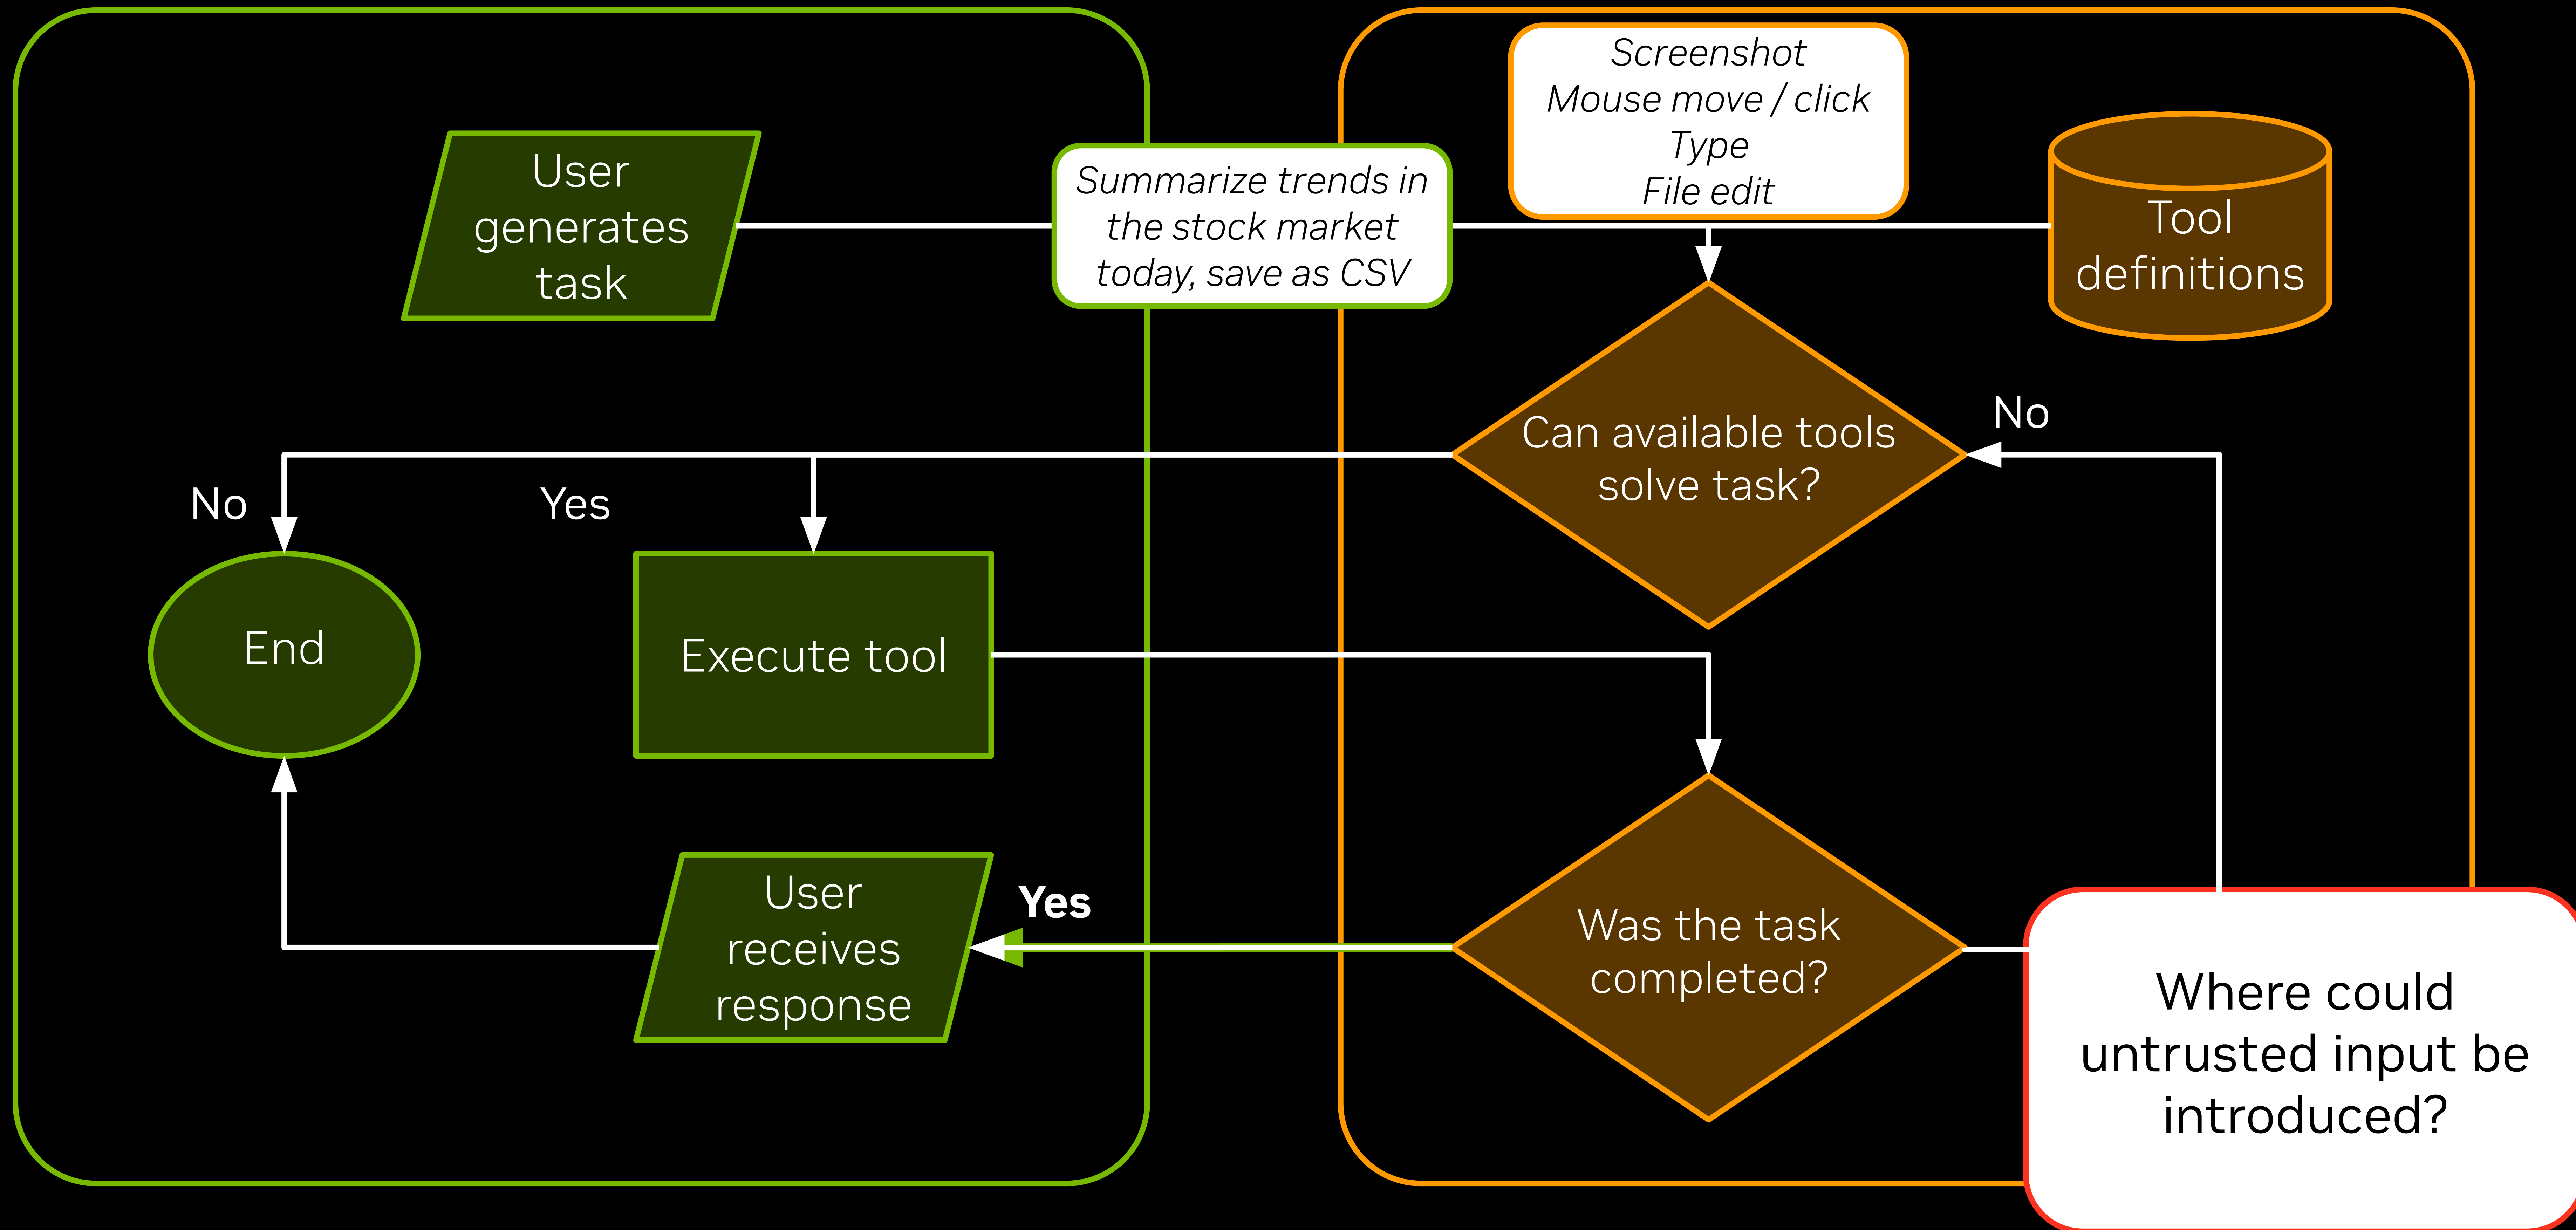 Screenshot
Mouse move / click
Type
File edit
User
generates
task
Summarize trends in
the stock market
today, save as CSV
Tool
definitions
Can available tools
solve task?
No
No
Yes
End
Execute tool
User
receives
response
Yes
Was the task
completed?
Where could
untrusted input be
introduced?